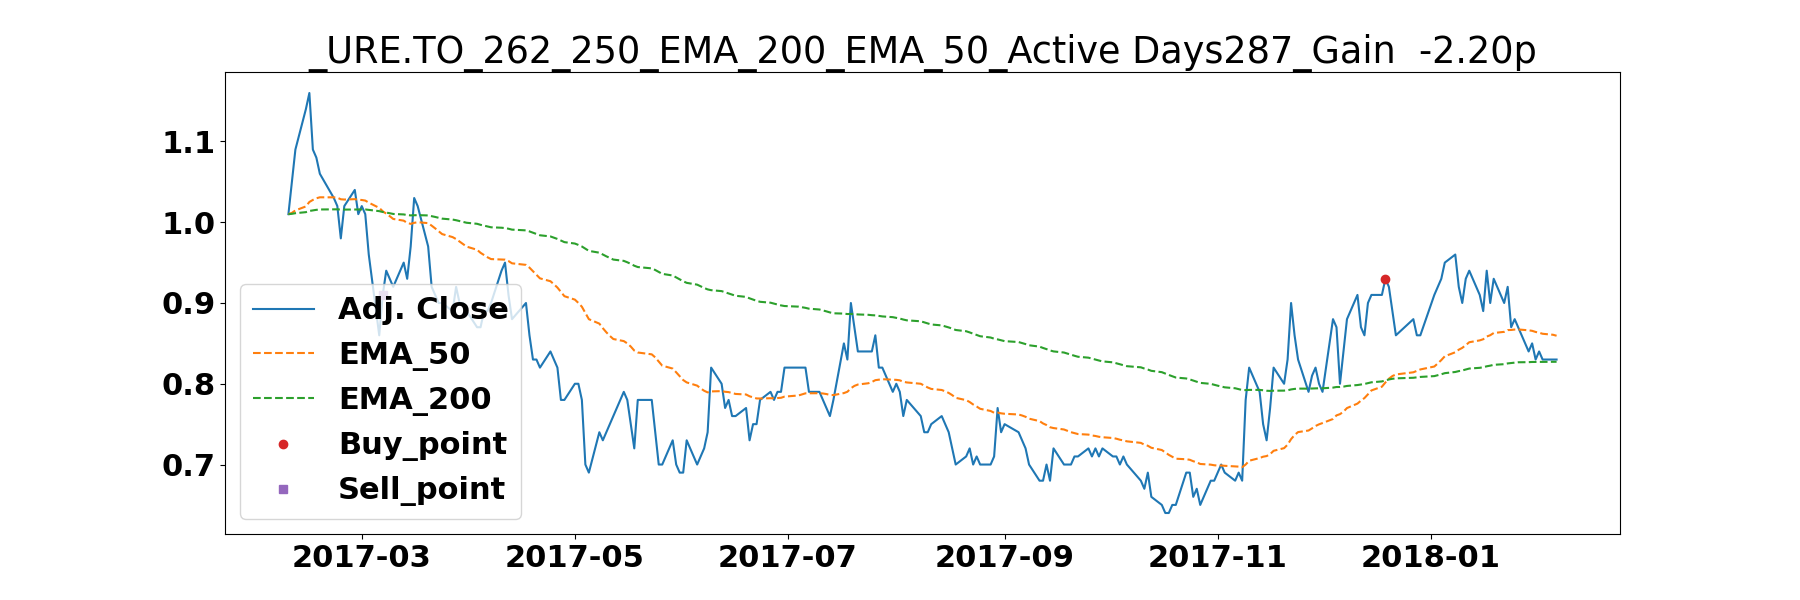 _URE.TO_262_250_EMA_200_EMA_50_Active Days287_Gain  -2.20p
1.1
1.0
0.9
0.8
0.7
Adj. Close
EMA_50
EMA_200
Buy_point
Sell_point
2017-03 2017-05 2017-07 2017-09 2017-11 2018-01